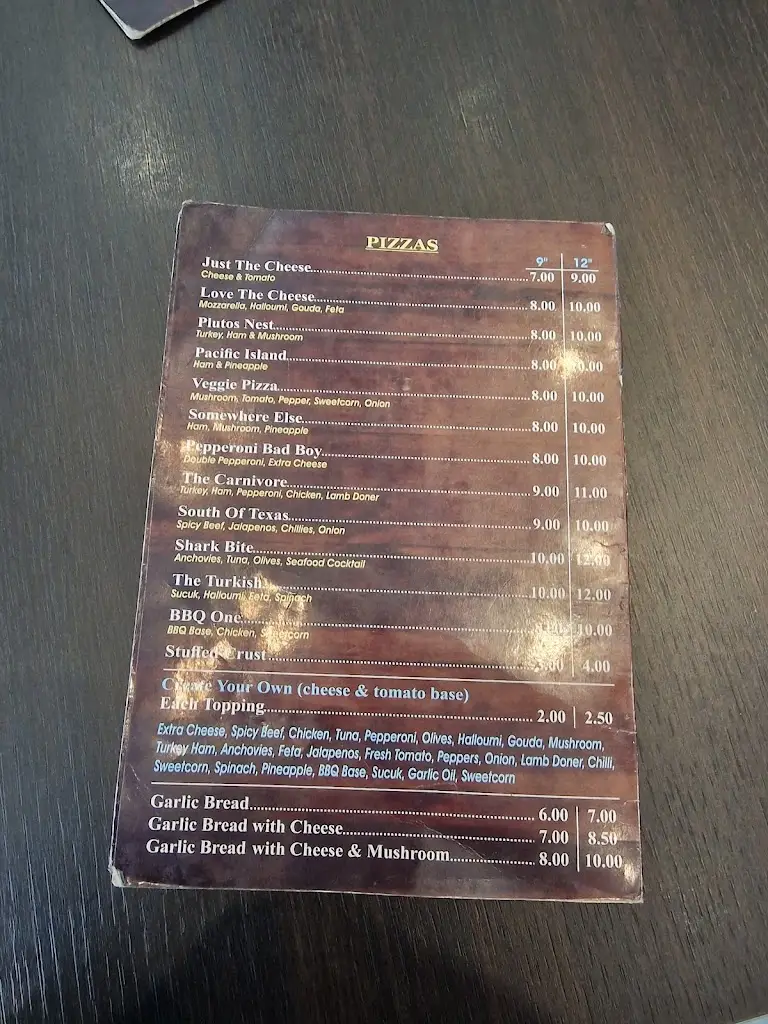 PIZZAS
9" 12"
Just The Cheese 7.00 9.00
Cheese & Tomato
Love The Cheese 8.00 10.00
Mozzarella, Halloumi, Gouda, Feta
Plutos Nest 8.00 10.00
Turkey, Ham & Mushroom
Pacific Island 8.00
Ham & Pineapple
Veggie Pizza 8.00 10.00
Mushroom, Tomato, Pepper, Sweetcarn, Onion
Somewhere Else 8.00 10.00
Ham, Mushroom, Pineapple
Pepperoni Bad Boy 8.00 10.00
Double Pepperoni, Extra Cheese
The Carnivore 9.00 11.00
Turkey, Ham, Pepperoni, Chicken, Lamb Doner
South Of Texas 9.00 10.00
Spicy Beef, Jalapenos, Chillies, Onion
Shark Bite 10.00 12.00
Anchovies, Tuna, Olives, Seafood Cocktail
The Turkish 10.00 12.00
Sucuk, Halloumi, Feta, Spinach
BBQ One 10.00
BBQ Base, Chicken, Sweetcorn
Stuffed Crust 4.00
Create Your Own (cheese & tomato base)
Each Topping 2.00 2.50
Extra Cheese, Spicy Beef, Chicken, Tuna, Pepperoni, Olives, Halloumi, Gouda, Mushroom,
Turkey Ham, Anchovies, Feta, Jalapenos, Fresh Tomato, Peppers, Onion, Lamb Doner, Chilli,
Sweetcorn, Spinach, Pineapple, BBQ Base, Sucuk, Garlic Oil, Sweetcorn
Garlic Bread 6.00 7.00
Garlic Bread with Cheese 7.00 8.50
Garlic Bread with Cheese & Mushroom 8.00 10.00